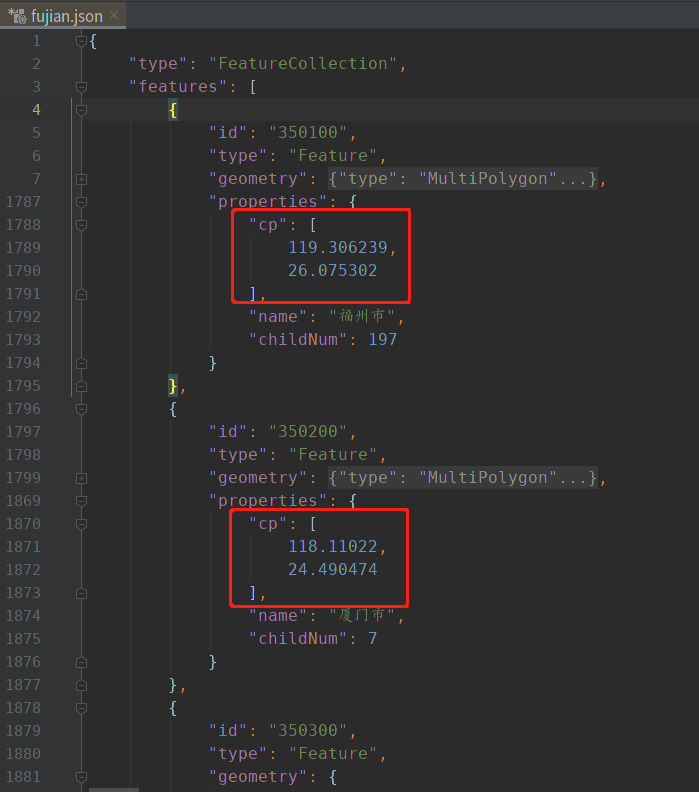 *fujian.json ×
1 {
2 "type": "FeatureCollection",
3 "features": [
4 {
5 "id": "350100",
6 "type": "Feature",
7 "geometry": {"type": "MultiPolygon"...},
1787 "properties": {
1788 "cp": [
1789 119.306239,
1790 26.075302
1791 ],
1792 "name": "福州市",
1793 "childNum": 197
1794 }
1795 },
1796 {
1797 "id": "350200",
1798 "type": "Feature",
1799 "geometry": {"type": "MultiPolygon"...},
1869 "properties": {
1870 "cp": [
1871 118.11022,
1872 24.490474
1873 ],
1874 "name": "厦门市",
1875 "childNum": 7
1876 }
1877 },
1878 {
1879 "id": "350300",
1880 "type": "Feature",
1881 "geometry": {